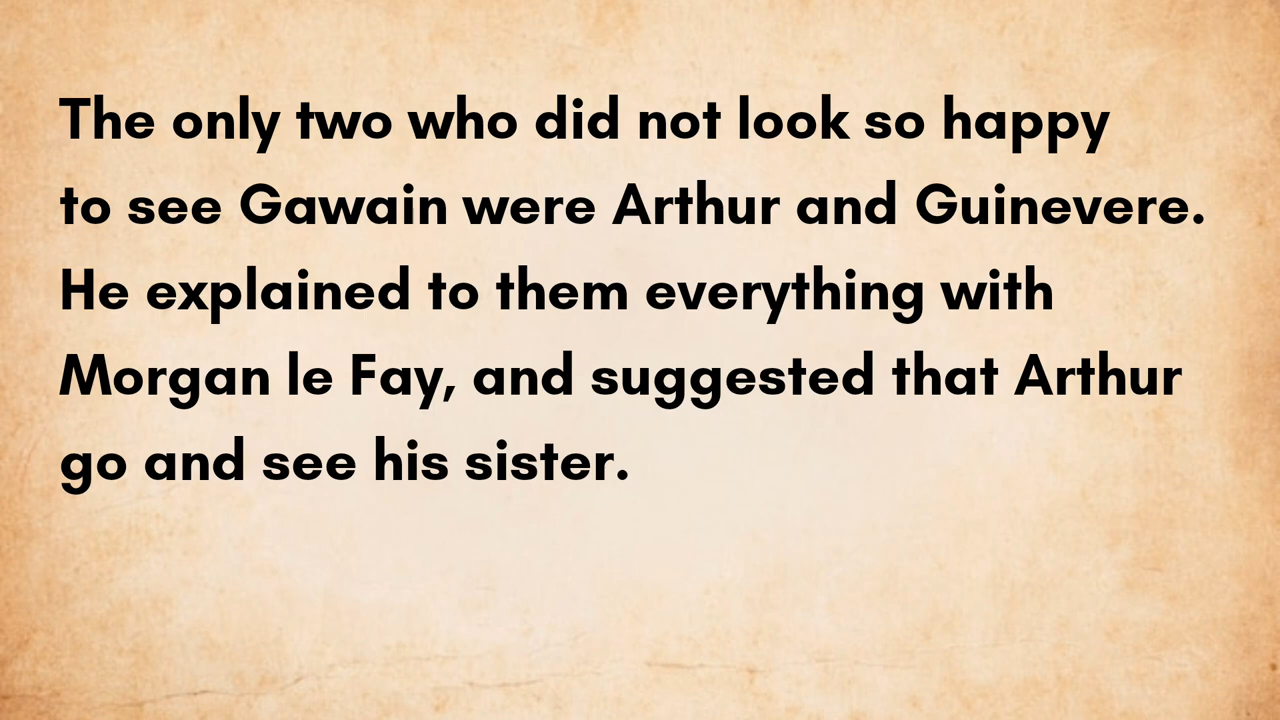 The only two who did not look so happy
to see Gawain were Arthur and Guinevere.
He explained to them everything with
Morgan le Fay, and suggested that Arthur
go and see his sister.